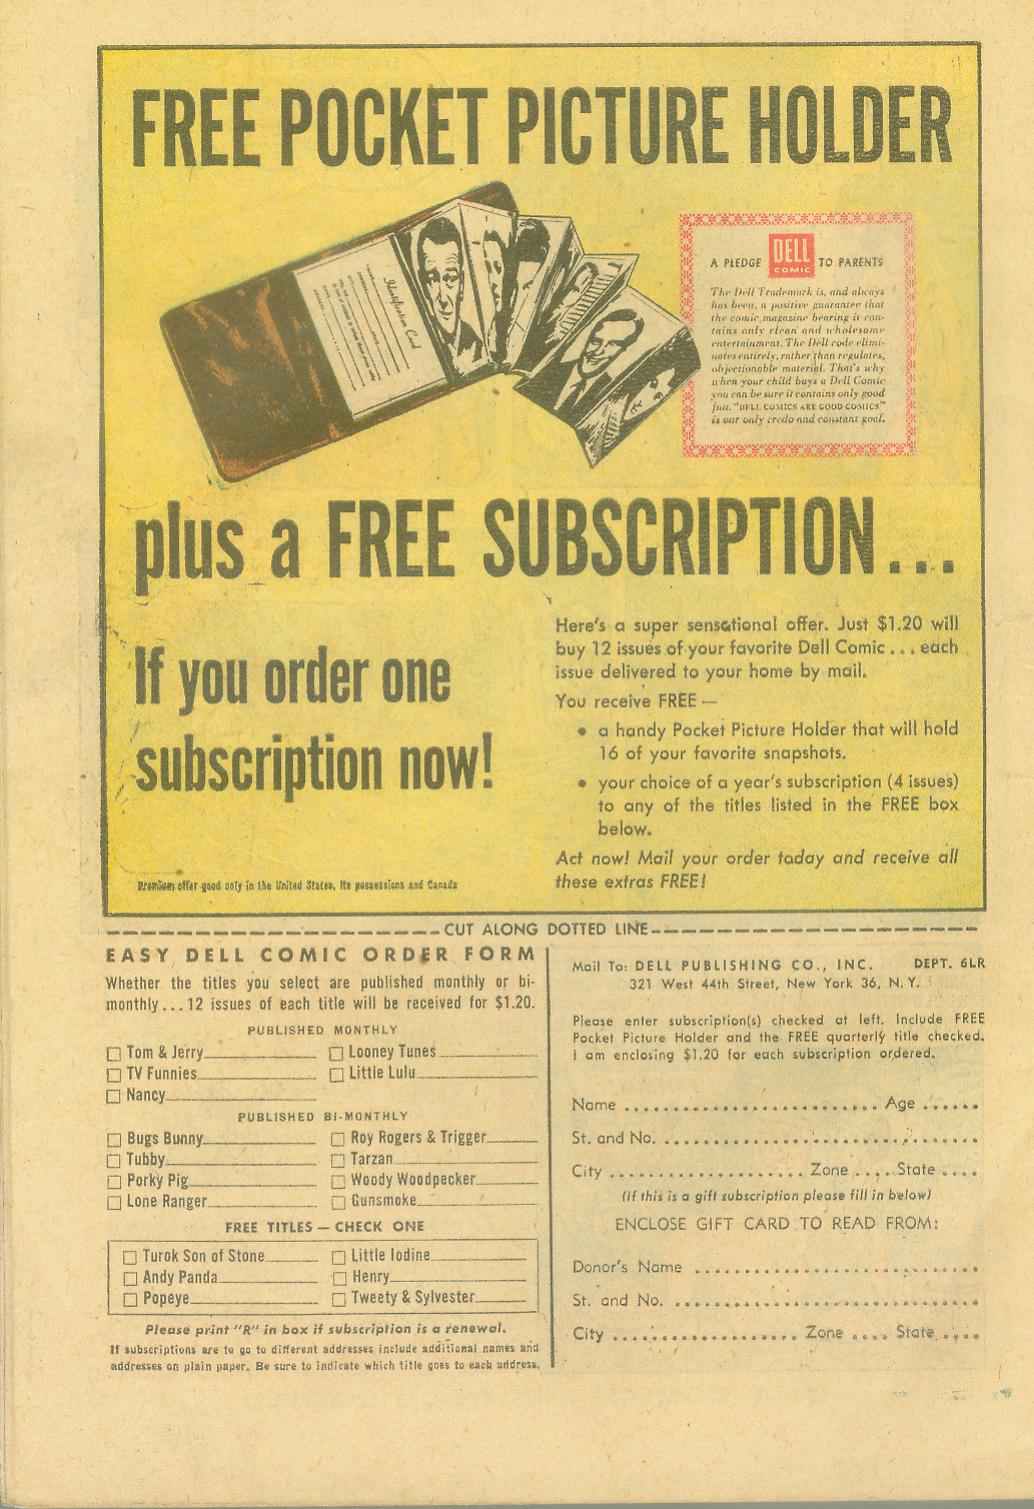 FREE POCKET PICTURE HOLDER
Identification Card
A PLEDGE DELL COMIC TO PARENTS
The Dell Trademark is, and always
has been, a positive guarantee that
the comic magazine bearing it con-
tains only clean and wholesome
entertainment. The Dell code elimi-
nates entirely, rather than regulates,
objectionable material. That's why
when your child buys a Dell Comic
you can be sure it contains only good
fun. "DELL COMICS ARE GOOD COMICS"
is our only credo and constant goal.
plus a FREE SUBSCRIPTION...
If you order one
subscription now!
Premium offer good only in the United States, its possessions and Canada
Here's a super sensational offer. Just $1.20 will
buy 12 issues of your favorite Dell Comic... each
issue delivered to your home by mail.
You receive FREE —
• a handy Pocket Picture Holder that will hold
16 of your favorite snapshots.
• your choice of a year's subscription (4 issues)
to any of the titles listed in the FREE box
below.
Act now! Mail your order today and receive all
these extras FREE!
CUT ALONG DOTTED LINE
EASY DELL COMIC ORDER FORM
Whether the titles you select are published monthly or bi-
monthly...12 issues of each title will be received for $1.20.
PUBLISHED MONTHLY
Tom & Jerry Looney Tunes
TV Funnies Little Lulu
Nancy
PUBLISHED BI-MONTHLY
Bugs Bunny Roy Rogers & Trigger
Tubby Tarzan
Porky Pig Woody Woodpecker
Lone Ranger Gunsmoke
FREE TITLES — CHECK ONE
Turok Son of Stone Little Iodine
Andy Panda Henry
Popeye Tweety & Sylvester
Please print "R" in box if subscription is a renewal.
If subscriptions are to go to different addresses include additional names and
addresses on plain paper. Be sure to indicate which title goes to each address.
Mail To: DELL PUBLISHING CO., INC. DEPT. 6LR
321 West 44th Street, New York 36, N.Y.
Please enter subscription(s) checked at left. Include FREE
Pocket Picture Holder and the FREE quarterly title checked.
I am enclosing $1.20 for each subscription ordered.
Name Age
St. and No.
City Zone State
(If this is a gift subscription please fill in below)
ENCLOSE GIFT CARD TO READ FROM:
Donor's Name
St. and No.
City Zone State